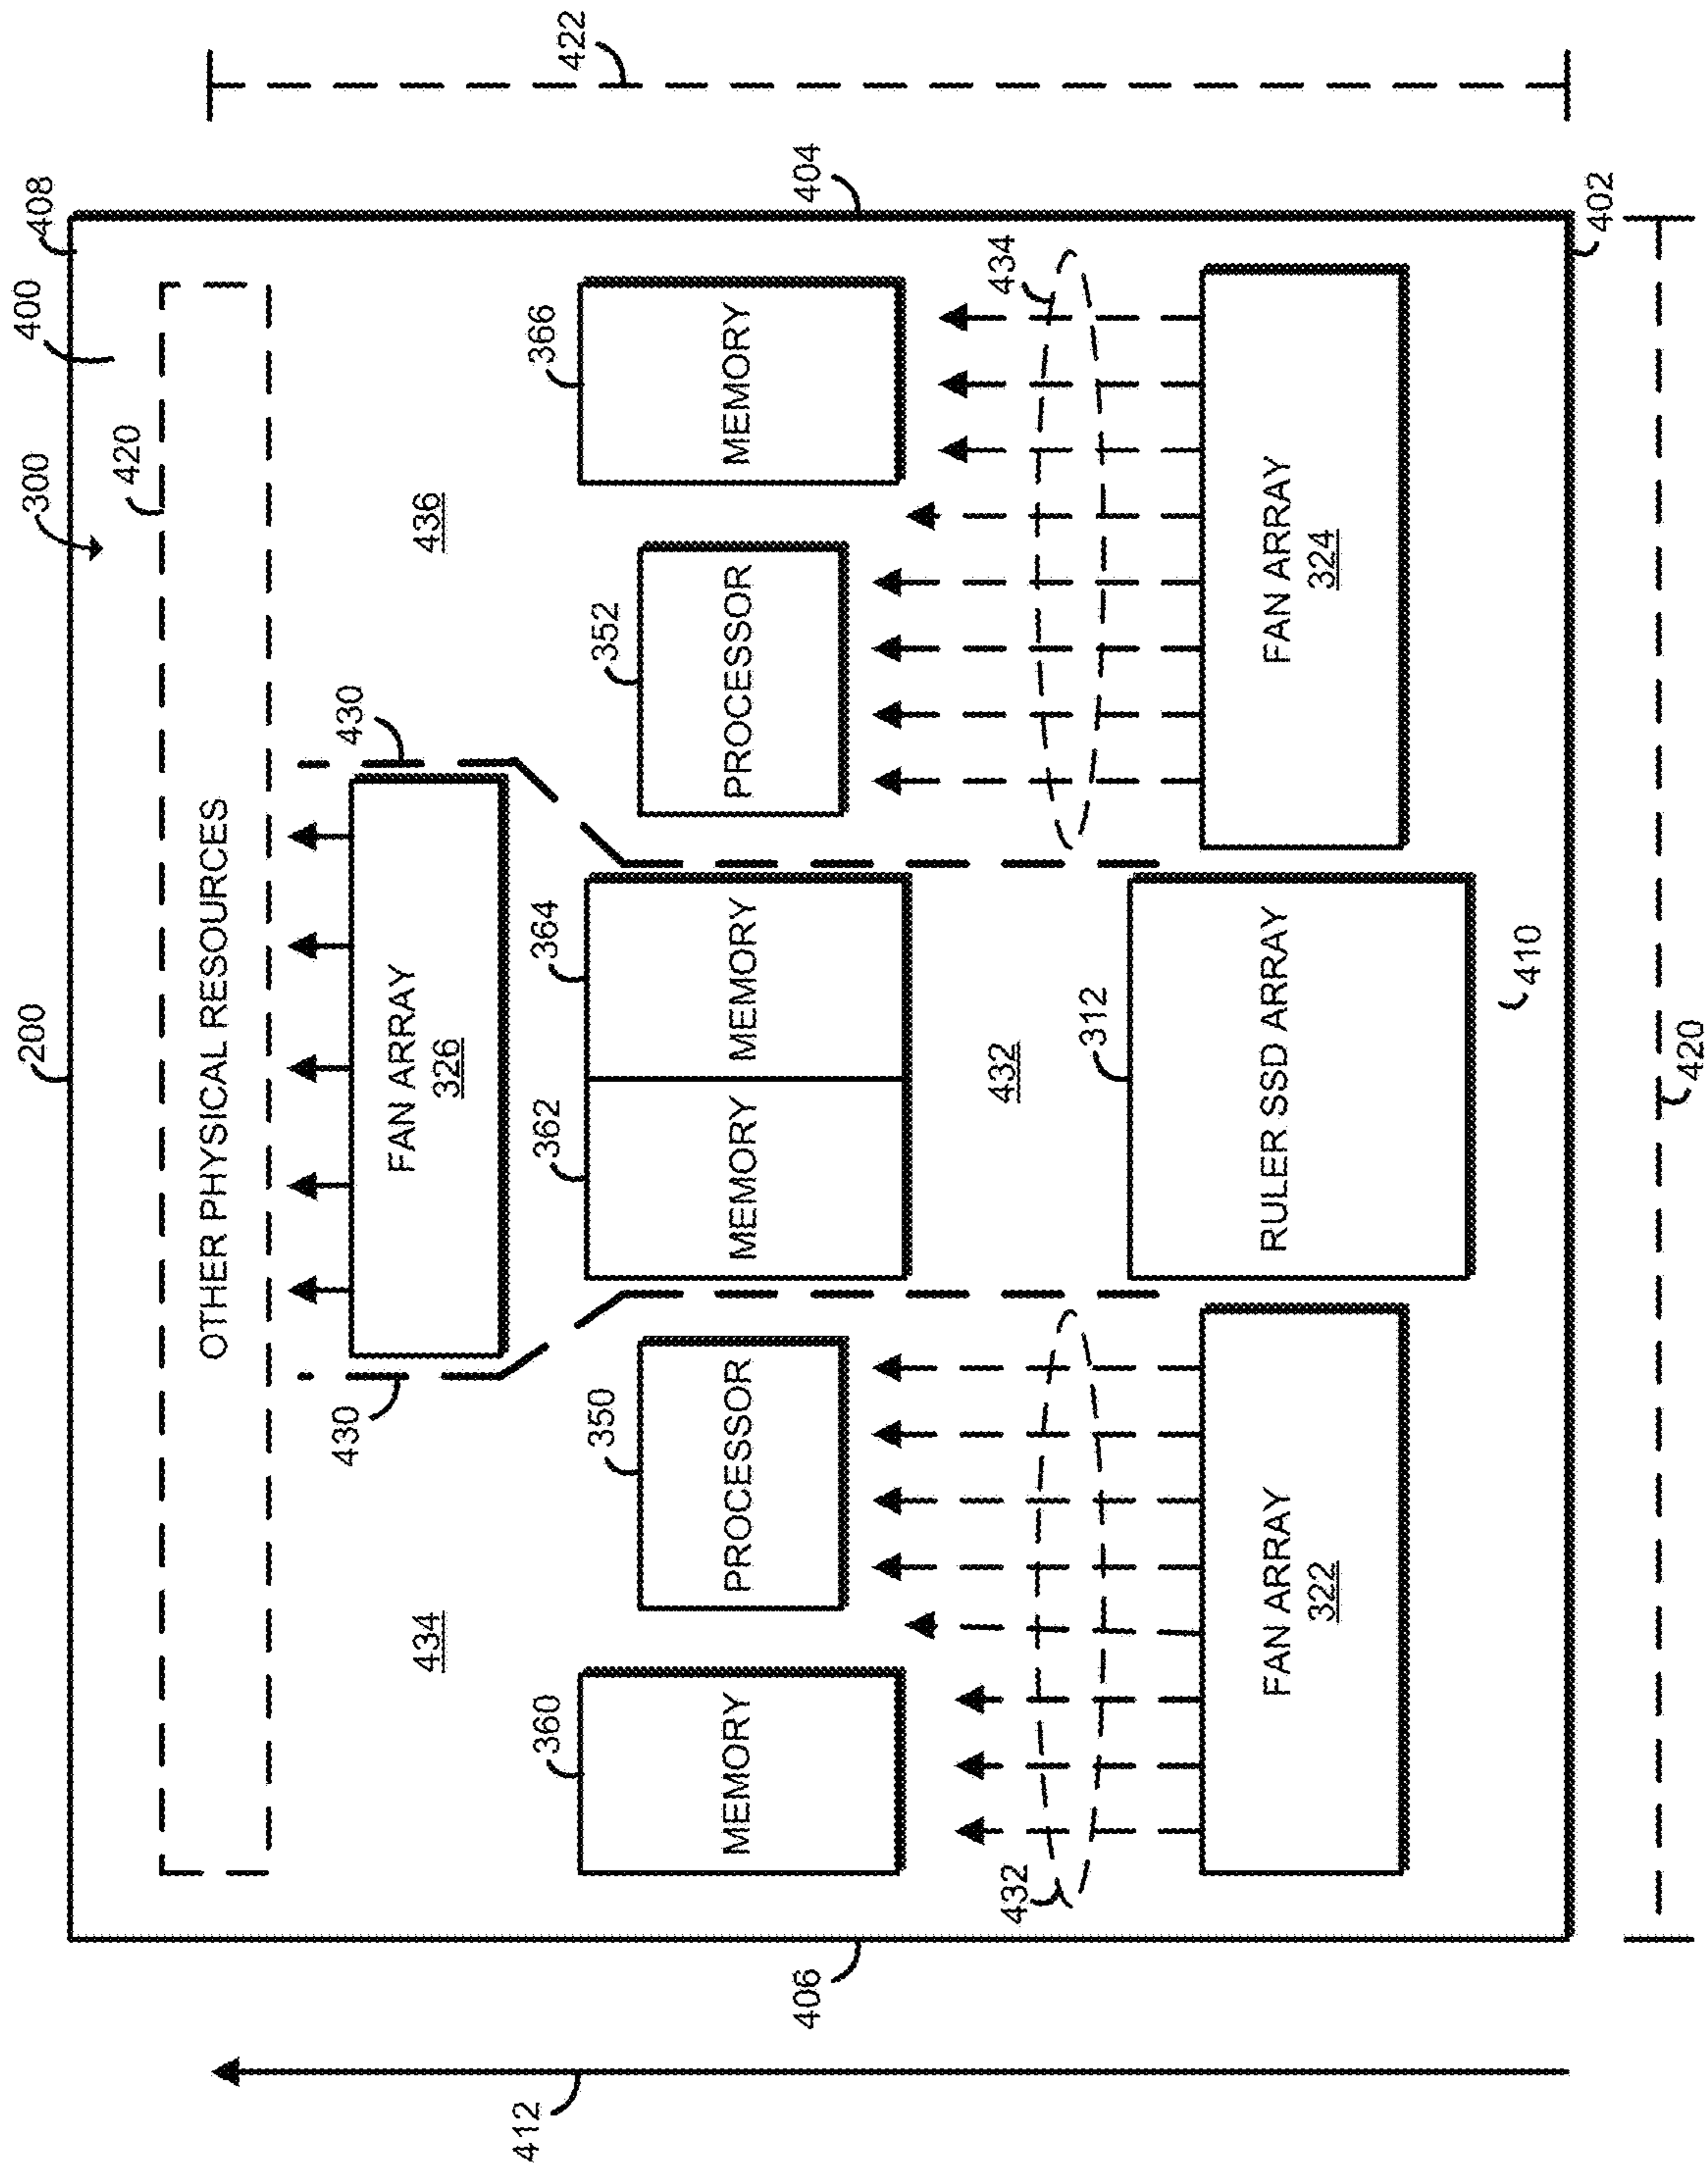 200
300
400
408
420
OTHER PHYSICAL RESOURCES
430
430
FAN ARRAY
326
434
436
412
422
360
350
362
364
352
366
MEMORY
PROCESSOR
MEMORY
MEMORY
PROCESSOR
MEMORY
406
404
432
432
434
312
FAN ARRAY
322
RULER SSD ARRAY
FAN ARRAY
324
410
402
420